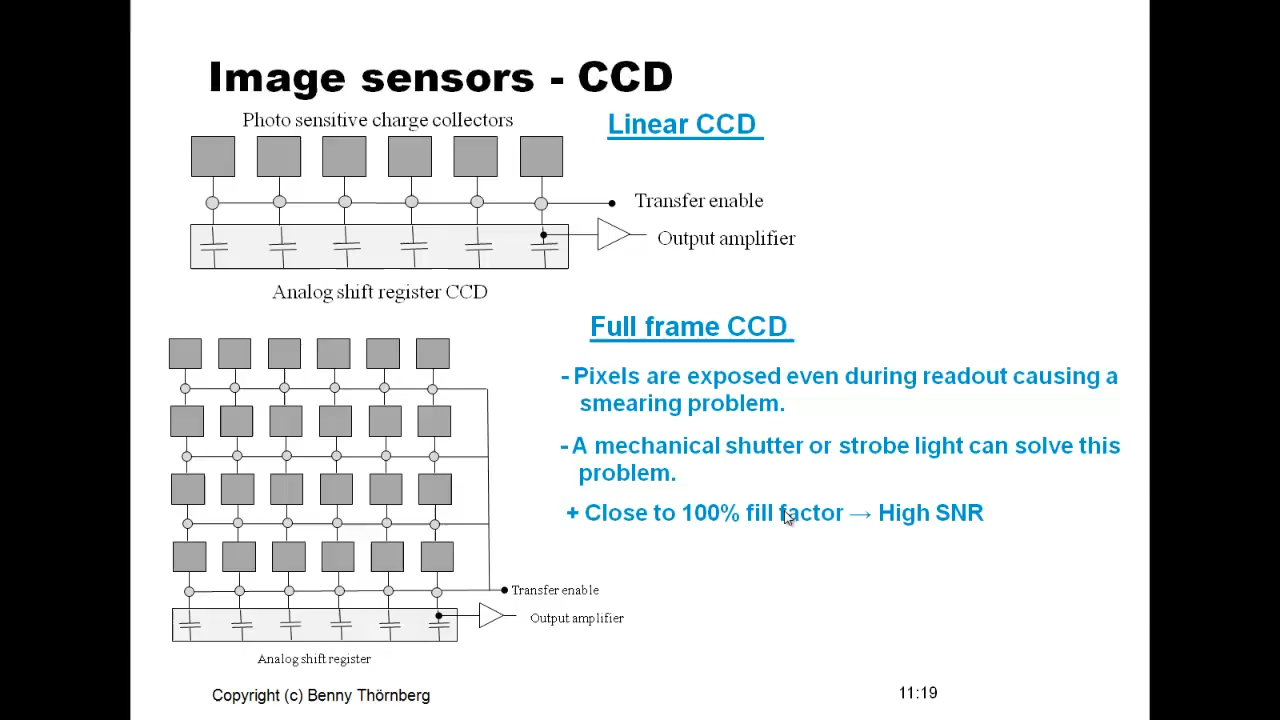 Image sensors - CCD
Photo sensitive charge collectors
Linear CCD
Transfer enable
Output amplifier
Analog shift register CCD
Full frame CCD
- Pixels are exposed even during readout causing a
smearing problem.
- A mechanical shutter or strobe light can solve this
problem.
+ Close to 100% fill factor → High SNR
Transfer enable
Output amplifier
Analog shift register
Copyright (c) Benny Thörnberg
11:19